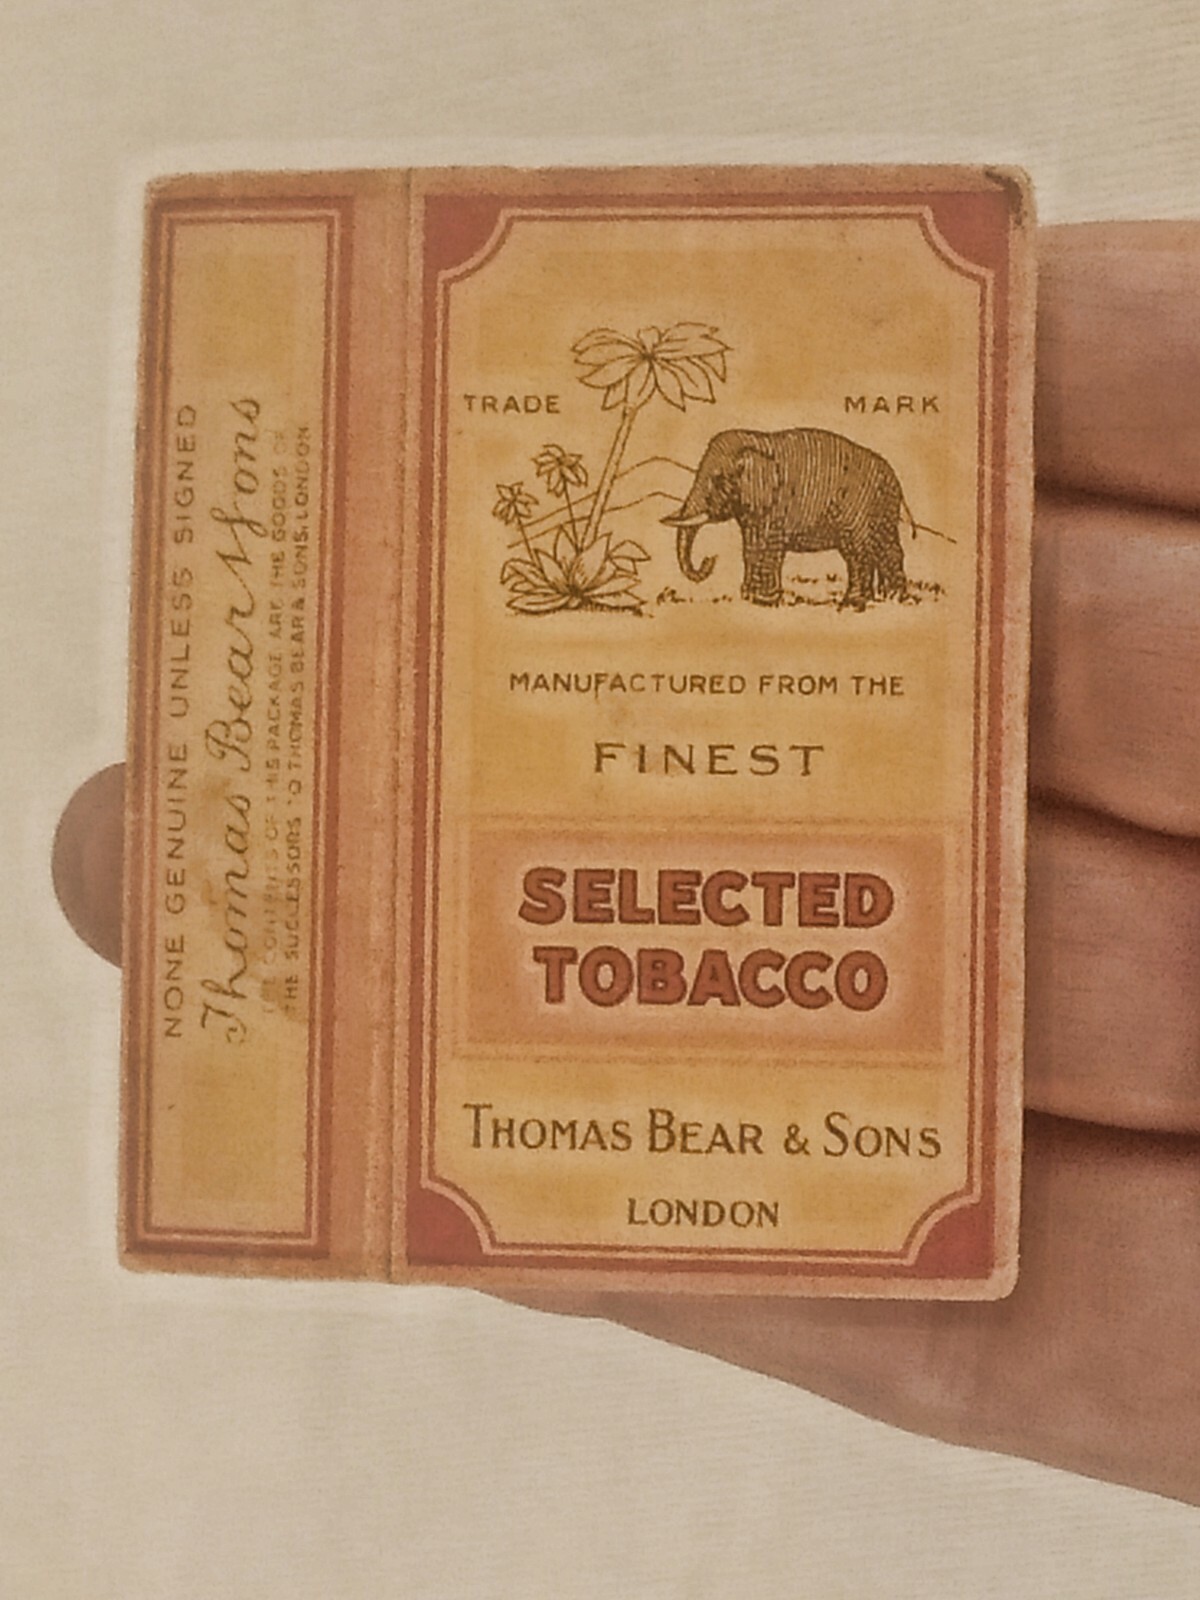 TRADE MARK
MANUFACTURED FROM THE
FINEST
SELECTED
TOBACCO
THOMAS BEAR & SONS
LONDON
NONE GENUINE UNLESS SIGNED
Thomas Bear & Sons
THE CONTENTS OF THIS PACKAGE ARE THE GOODS OF
THE SUCCESSORS TO THOMAS BEAR & SONS, LONDON